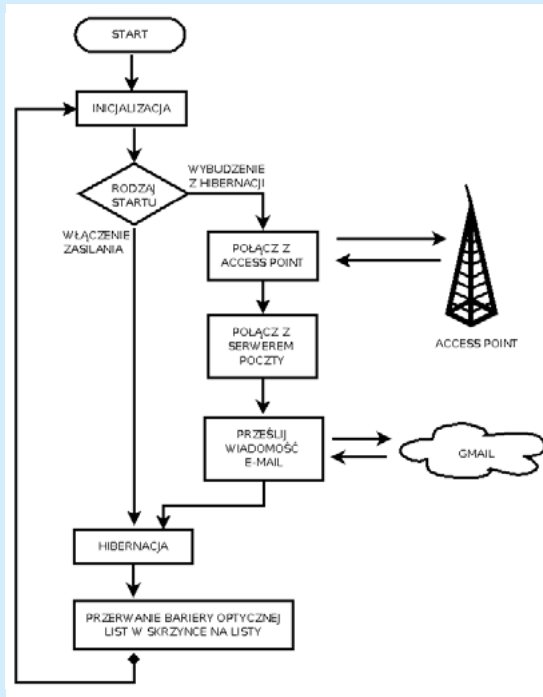 START
INICJALIZACJA
RODZAJ
STARTU
WYBUDZENIE
Z HIBERNACJI
WŁĄCZENIE
ZASILANIA
POŁĄCZ Z
ACCESS POINT
ACCESS POINT
POŁĄCZ Z
SERWEREM
POCZTY
PRZEŚLIJ
WIADOMOŚĆ
E-MAIL
GMAIL
HIBERNACJA
PRZERWANIE BARIERY OPTYCZNEJ
LIST W SKRZYNCE NA LISTY